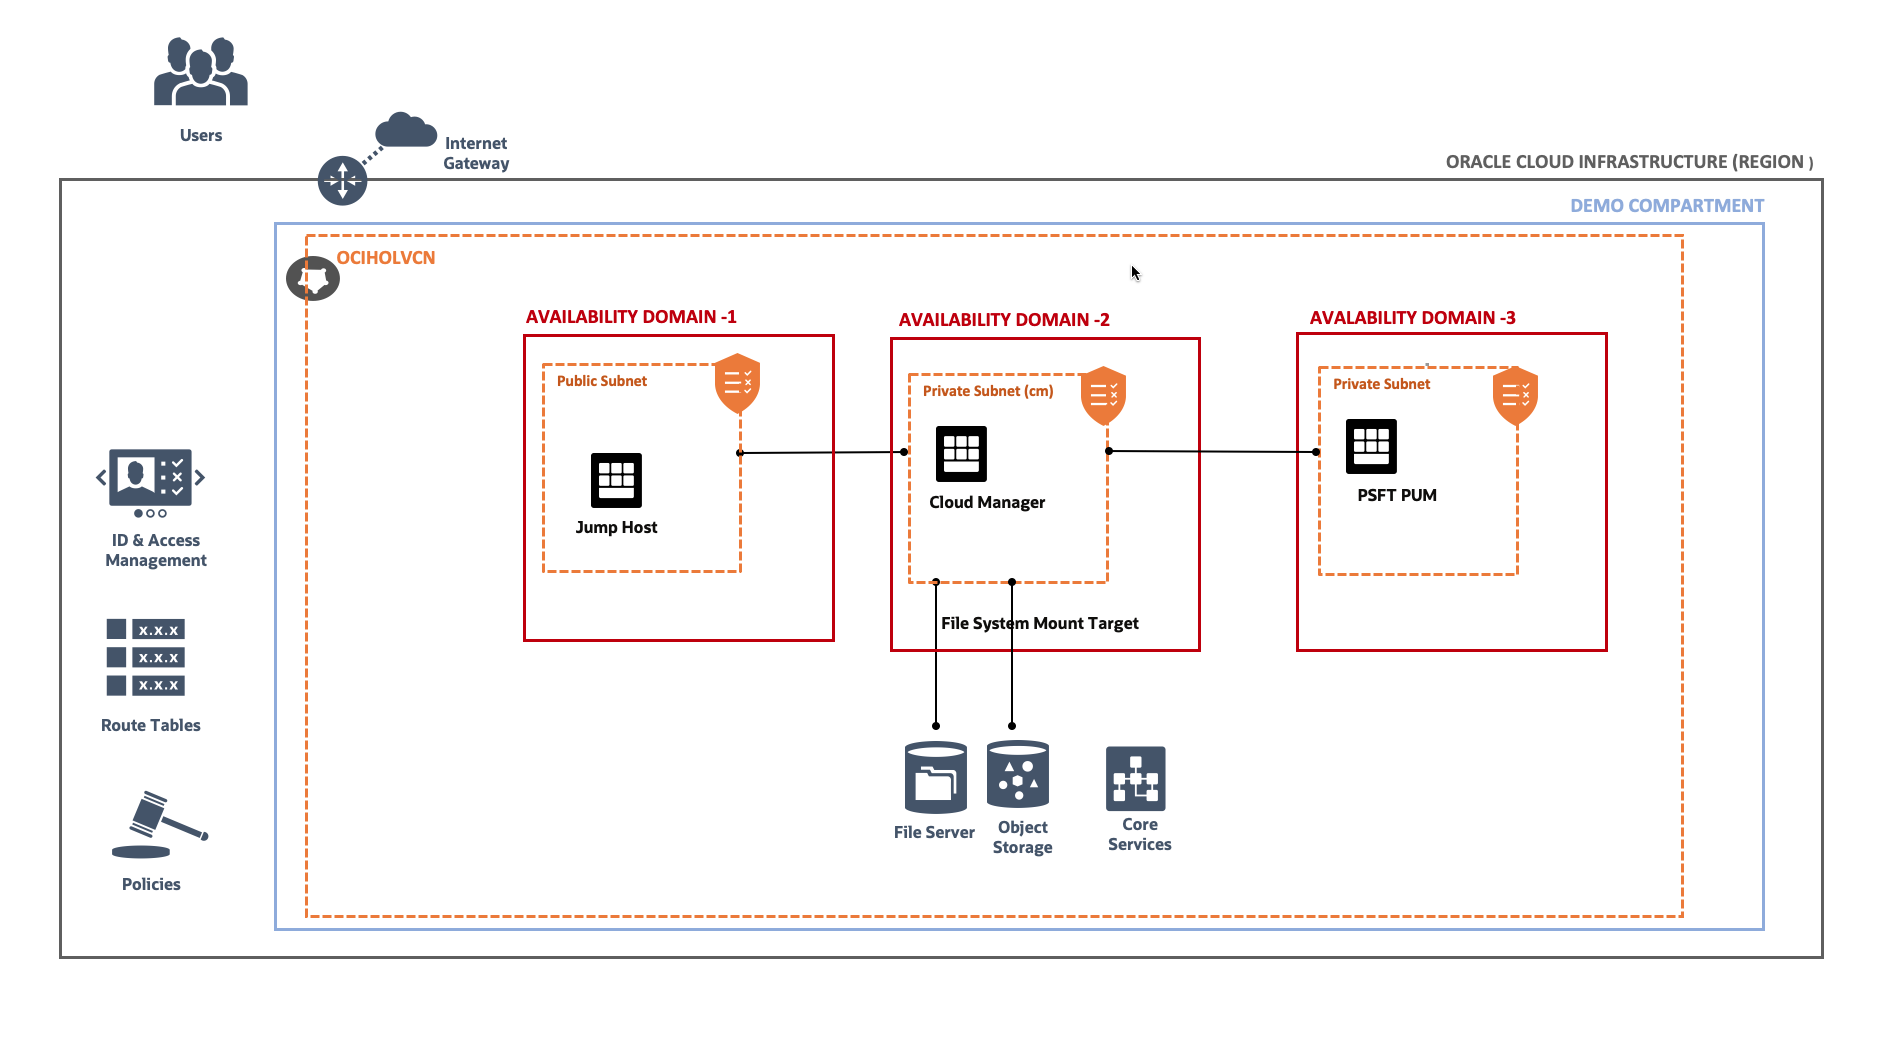 Users
Internet
Gateway
ORACLE CLOUD INFRASTRUCTURE (REGION )
DEMO COMPARTMENT
OCIHOLVCN
AVAILABILITY DOMAIN -1
AVAILABILITY DOMAIN -2
AVALABILITY DOMAIN -3
Public Subnet
Private Subnet (cm)
Private Subnet
Jump Host
Cloud Manager
PSFT PUM
File System Mount Target
ID & Access
Management
x.x.x
x.x.x
x.x.x
Route Tables
Policies
File Server
Object
Storage
Core
Services